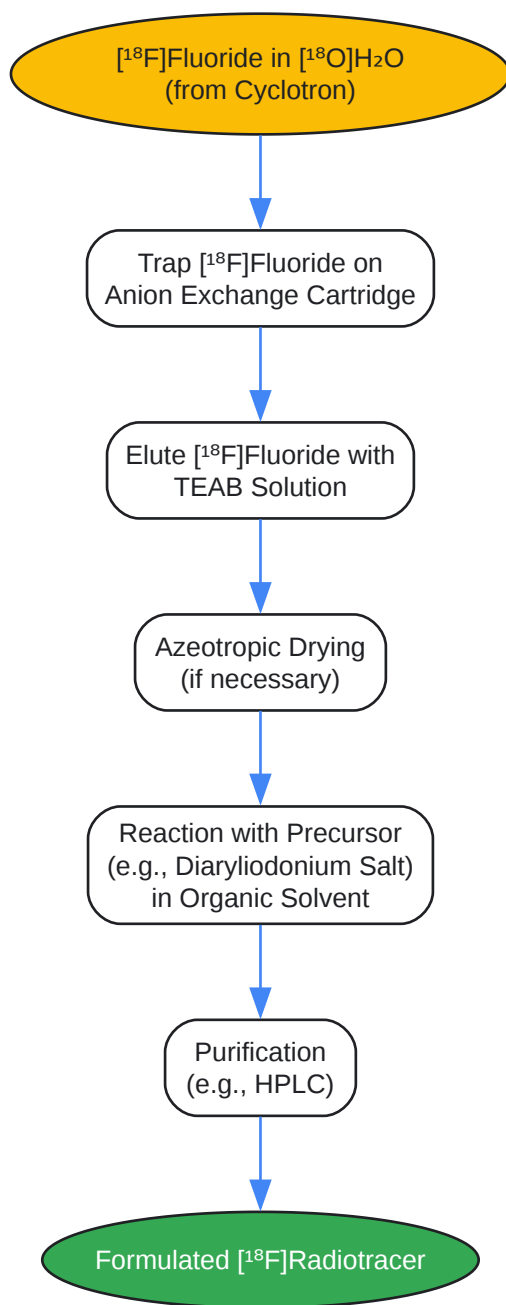 [¹⁸F]Fluoride in [¹⁸O]H₂O
(from Cyclotron)
Trap [¹⁸F]Fluoride on
Anion Exchange Cartridge
Elute [¹⁸F]Fluoride with
TEAB Solution
Azeotropic Drying
(if necessary)
Reaction with Precursor
(e.g., Diaryliodonium Salt)
in Organic Solvent
Purification
(e.g., HPLC)
Formulated [¹⁸F]Radiotracer